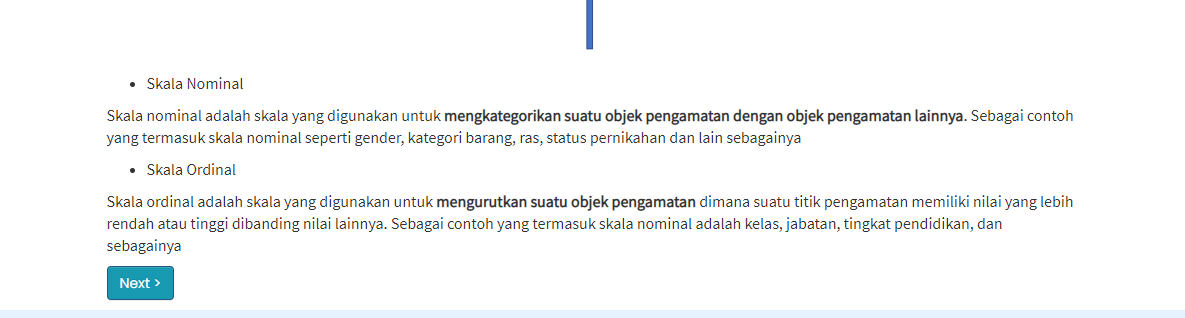 • Skala Nominal
Skala nominal adalah skala yang digunakan untuk mengkategorikan suatu objek pengamatan dengan objek pengamatan lainnya. Sebagai contoh
yang termasuk skala nominal seperti gender, kategori barang, ras, status pernikahan dan lain sebagainya
• Skala Ordinal
Skala ordinal adalah skala yang digunakan untuk mengurutkan suatu objek pengamatan dimana suatu titik pengamatan memiliki nilai yang lebih
rendah atau tinggi dibanding nilai lainnya. Sebagai contoh yang termasuk skala nominal adalah kelas, jabatan, tingkat pendidikan, dan
sebagainya
Next >